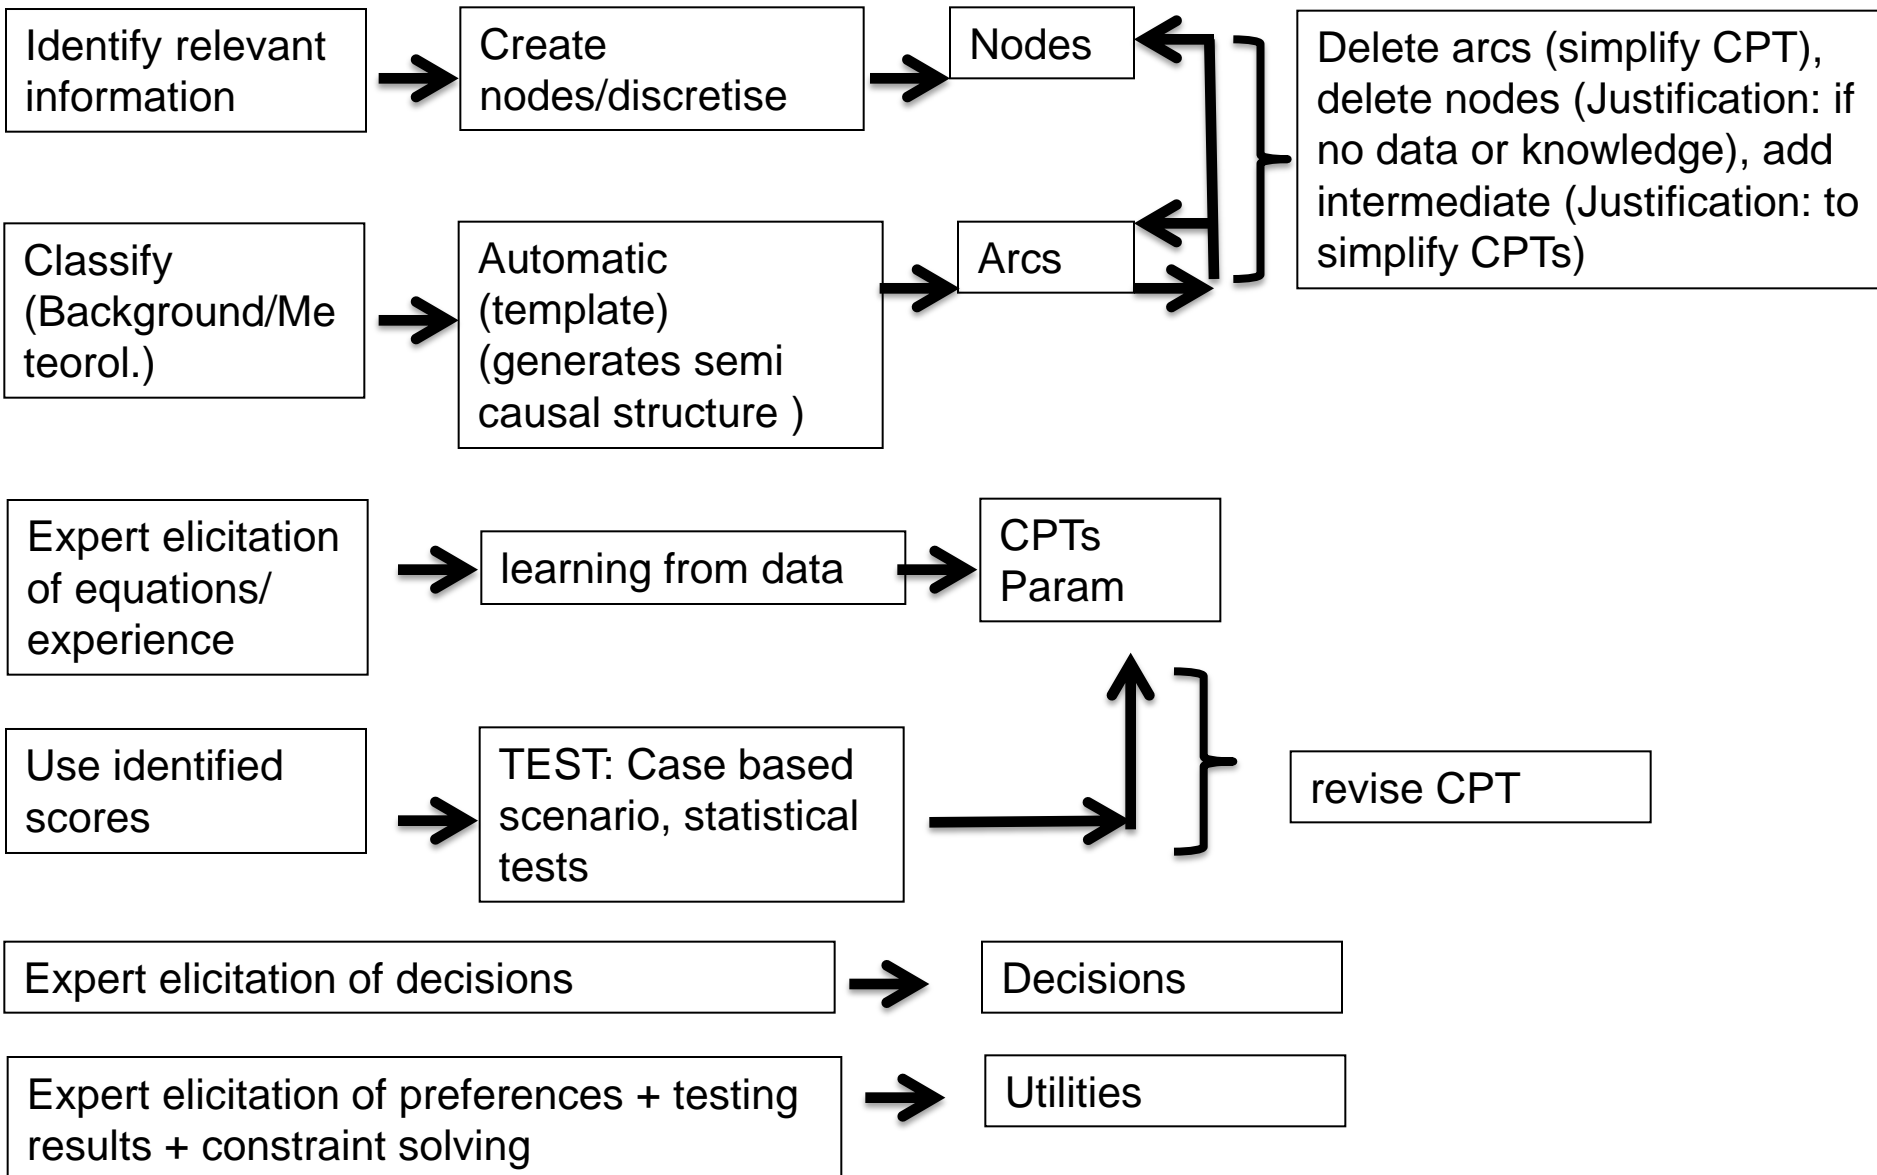 Identify relevant
information
Create
nodes/discretise
Nodes
Delete arcs (simplify CPT),
delete nodes (Justification: if
no data or knowledge), add
intermediate (Justification: to
simplify CPTs)
Classify
(Background/Me
teorol.)
Automatic
(template)
(generates semi
causal structure )
Arcs
Expert elicitation
of equations/
experience
learning from data
CPTs
Param
Use identified
scores
TEST: Case based
scenario, statistical
tests
revise CPT
Expert elicitation of decisions
Decisions
Expert elicitation of preferences + testing
results + constraint solving
Utilities